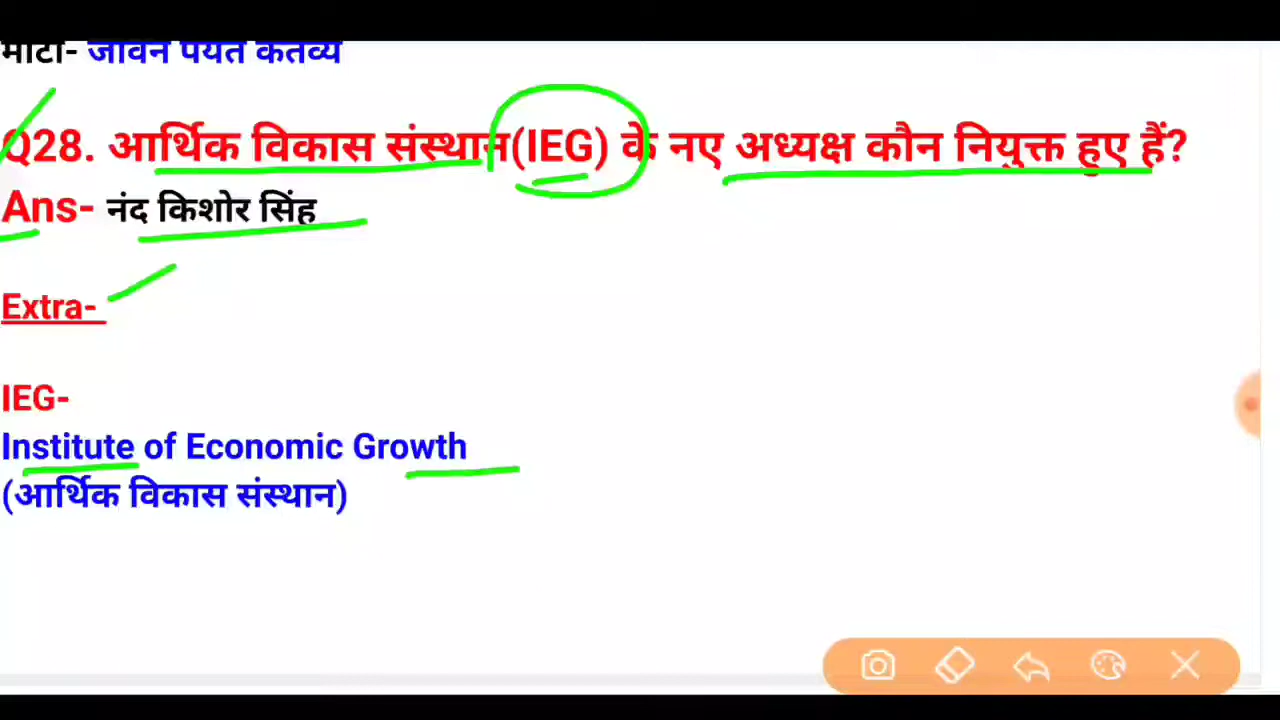 मोटो- जीवन पर्यंत कर्तव्य
Q28. आर्थिक विकास संस्थान(IEG) के नए अध्यक्ष कौन नियुक्त हुए हैं?
Ans- नंद किशोर सिंह
Extra-
IEG-
Institute of Economic Growth
(आर्थिक विकास संस्थान)